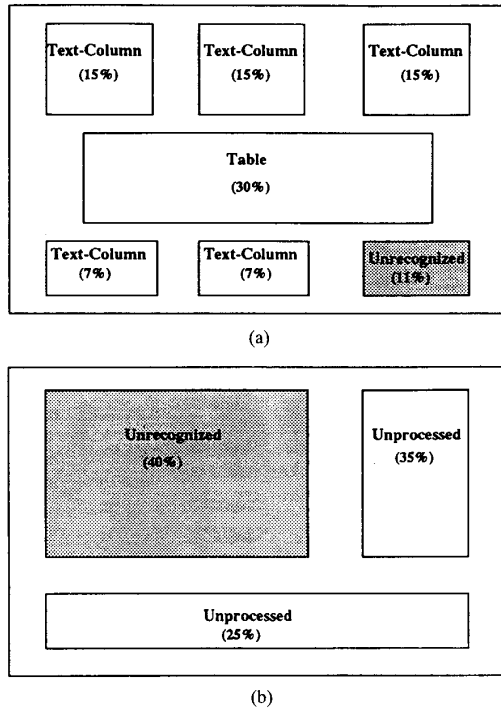 Text-Column Text-Column Text-Column
(15%) (15%) (15%)
Table
(30%)
Text-Column Text-Column Unrecognized
(7%) (7%) (11%)
(a)
Unrecognized Unprocessed
(40%) (35%)
Unprocessed
(25%)
(b)